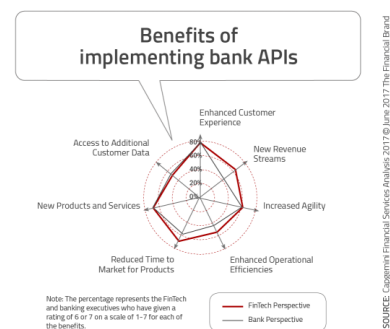 Benefits of
implementing bank APIs
Enhanced Customer
Experience
New Revenue
Streams
Increased Agility
Enhanced Operational
Efficiencies
Reduced Time to
Market for Products
New Products and Services
Access to Additional
Customer Data
80%
60%
40%
20%
0%
Note: The percentage represents the FinTech
and banking executives who have given a
rating of 6 or 7 on a scale of 1-7 for each of
the benefits.
FinTech Perspective
Bank Perspective
SOURCE: Capgemini Financial Services Analysis 2017 © June 2017 The Financial Brand